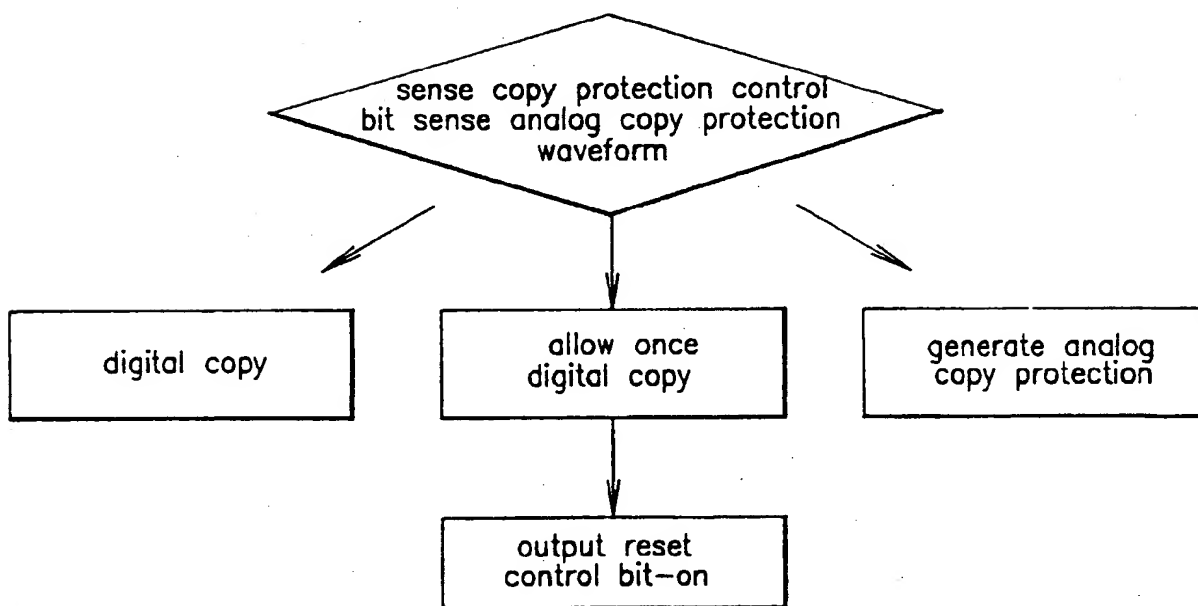 sense copy protection control
bit sense analog copy protection
waveform
digital copy
allow once
digital copy
generate analog
copy protection
output reset
control bit-on